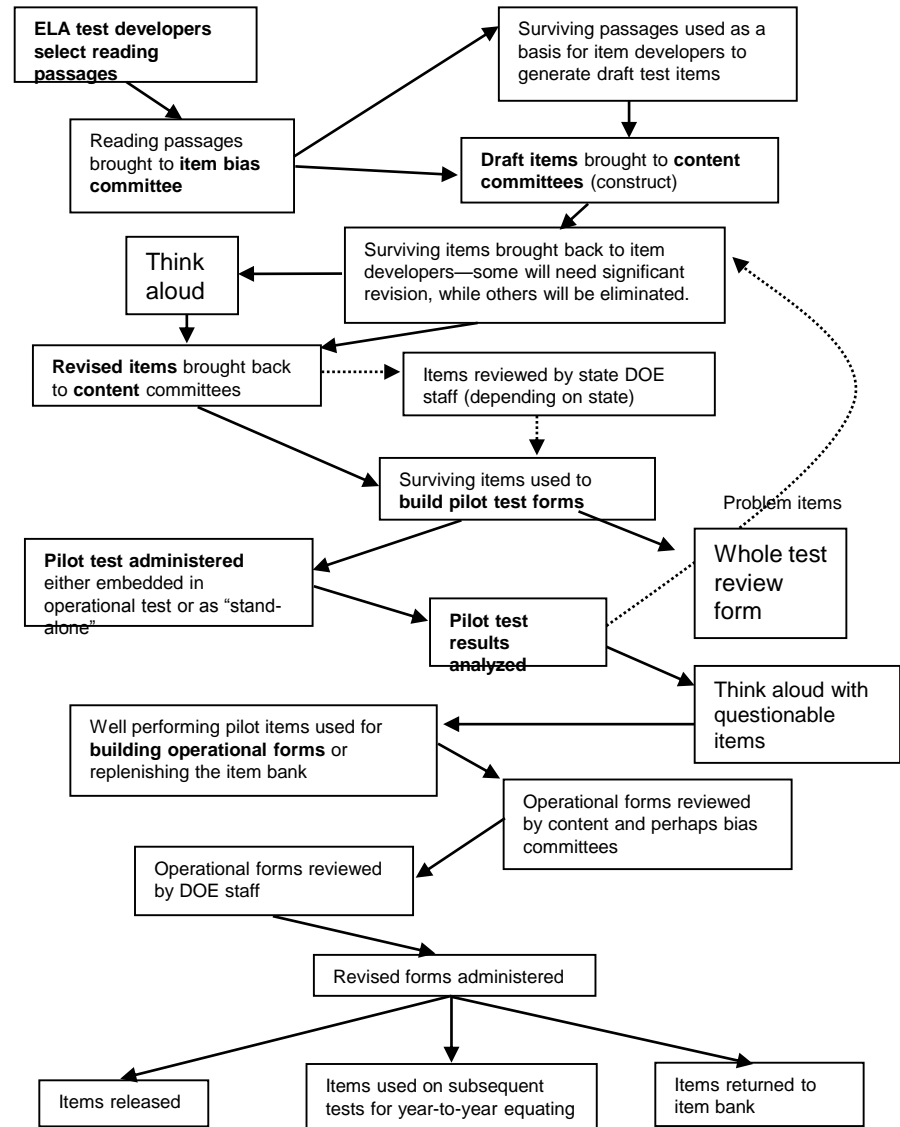 ELA test developers
select reading
passages
Surviving passages used as a
basis for item developers to
generate draft test items
Reading passages
brought to item bias
committee
Draft items brought to content
committees (construct)
Think
aloud
Surviving items brought back to item
developers—some will need significant
revision, while others will be eliminated.
Revised items brought back
to content committees
Items reviewed by state DOE
staff (depending on state)
Surviving items used to
build pilot test forms
Problem items
Whole test
review
form
Pilot test administered
either embedded in
operational test or as “stand-
alone”
Pilot test
results
analyzed
Think aloud with
questionable
items
Well performing pilot items used for
building operational forms or
replenishing the item bank
Operational forms reviewed
by content and perhaps bias
committees
Operational forms reviewed
by DOE staff
Revised forms administered
Items released
Items used on subsequent
tests for year-to-year equating
Items returned to
item bank